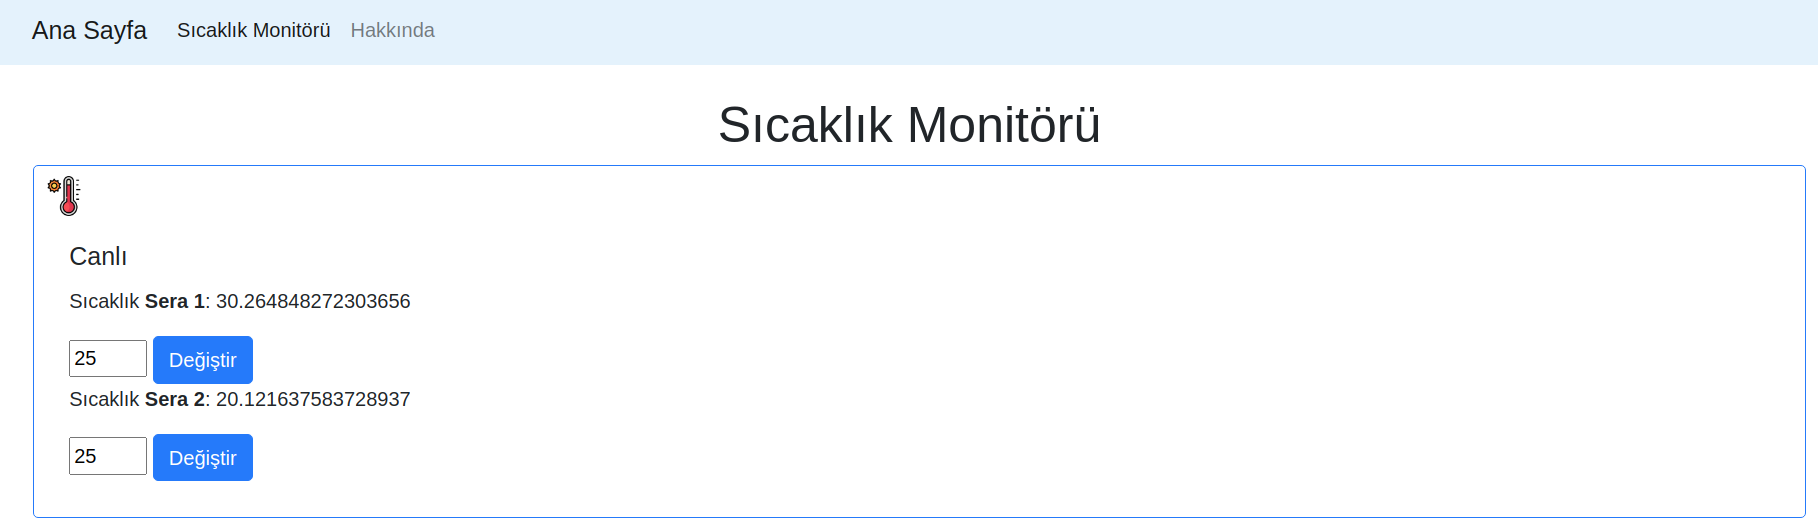 Ana Sayfa Sıcaklık Monitörü Hakkında
Sıcaklık Monitörü
Canlı
Sıcaklık Sera 1: 30.264848272303656
25 Değiştir
Sıcaklık Sera 2: 20.121637583728937
25 Değiştir